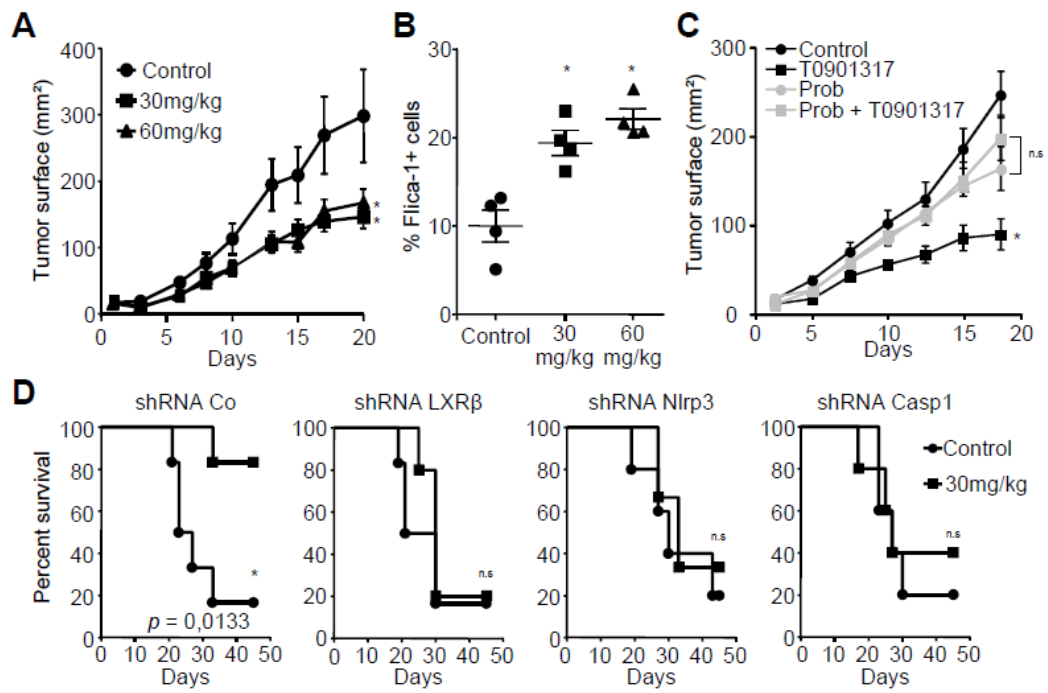 A
Tumor surface (mm²)
400
300
200
100
0
0 5 10 15 20
Days
Control
30mg/kg
60mg/kg
*
*
B
% Flica-1+ cells
30
20
10
0
* *
Control 30 mg/kg 60 mg/kg
C
Tumor surface (mm²)
300
200
100
0
0 5 10 15 20
Days
Control
T0901317
Prob
Prob + T0901317
n.s
*
D
Percent survival
shRNA Co
100
80
60
40
20
0
0 10 20 30 40 50
Days
*
p = 0,0133
shRNA LXRβ
100
80
60
40
20
0
0 10 20 30 40 50
Days
n.s
shRNA Nlrp3
100
80
60
40
20
0
0 10 20 30 40 50
Days
n.s
shRNA Casp1
100
80
60
40
20
0
0 10 20 30 40 50
Days
Control
30mg/kg
n.s